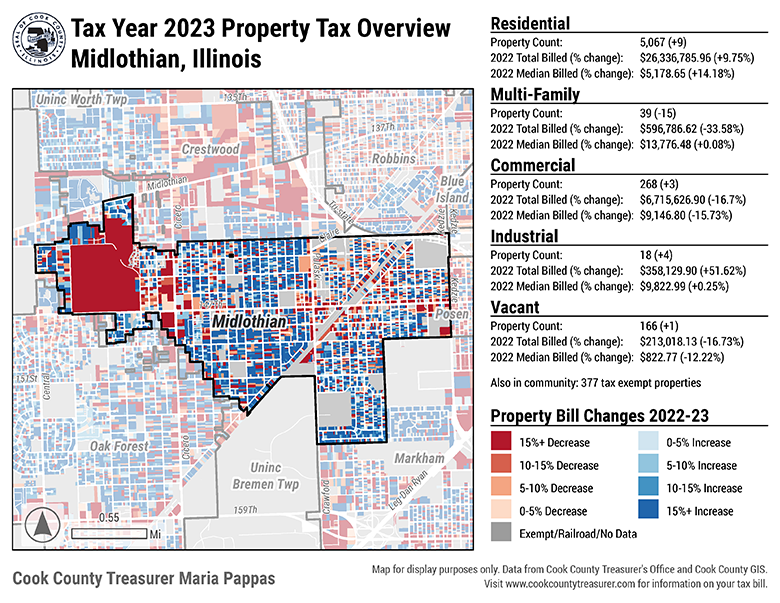 Tax Year 2023 Property Tax Overview
Midlothian, Illinois
Residential
Property Count: 5,067 (+9)
2022 Total Billed (% change): $26,336,785.96 (+9.75%)
2022 Median Billed (% change): $5,178.65 (+14.18%)
Multi-Family
Property Count: 39 (-15)
2022 Total Billed (% change): $596,786.62 (-33.58%)
2022 Median Billed (% change): $13,776.48 (+0.08%)
Commercial
Property Count: 268 (+3)
2022 Total Billed (% change): $6,715,626.90 (-16.7%)
2022 Median Billed (% change): $9,146.80 (-15.73%)
Industrial
Property Count: 18 (+4)
2022 Total Billed (% change): $358,129.90 (+51.62%)
2022 Median Billed (% change): $9,822.99 (+0.25%)
Vacant
Property Count: 166 (+1)
2022 Total Billed (% change): $213,018.13 (-16.73%)
2022 Median Billed (% change): $822.77 (-12.22%)
Also in community: 377 tax exempt properties
Property Bill Changes 2022-23
15%+ Decrease
10-15% Decrease
5-10% Decrease
0-5% Decrease
Exempt/Railroad/No Data
0-5% Increase
5-10% Increase
10-15% Increase
15%+ Increase
Uninc Worth Twp
135Th
137Th
Crestwood
Robbins
Midlothian
Blue
Island
Cicero
Kedzie
Claire
Midlothian
Posen
151St
Central
Oak Forest
Cicero
Uninc
Bremen Twp
Markham
Crawford
Leg Dan Ryan
159Th
0.55
Mi
Cook County Treasurer Maria Pappas
Map for display purposes only. Data from Cook County Treasurer's Office and Cook County GIS.
Visit www.cookcountytreasurer.com for information on your tax bill.